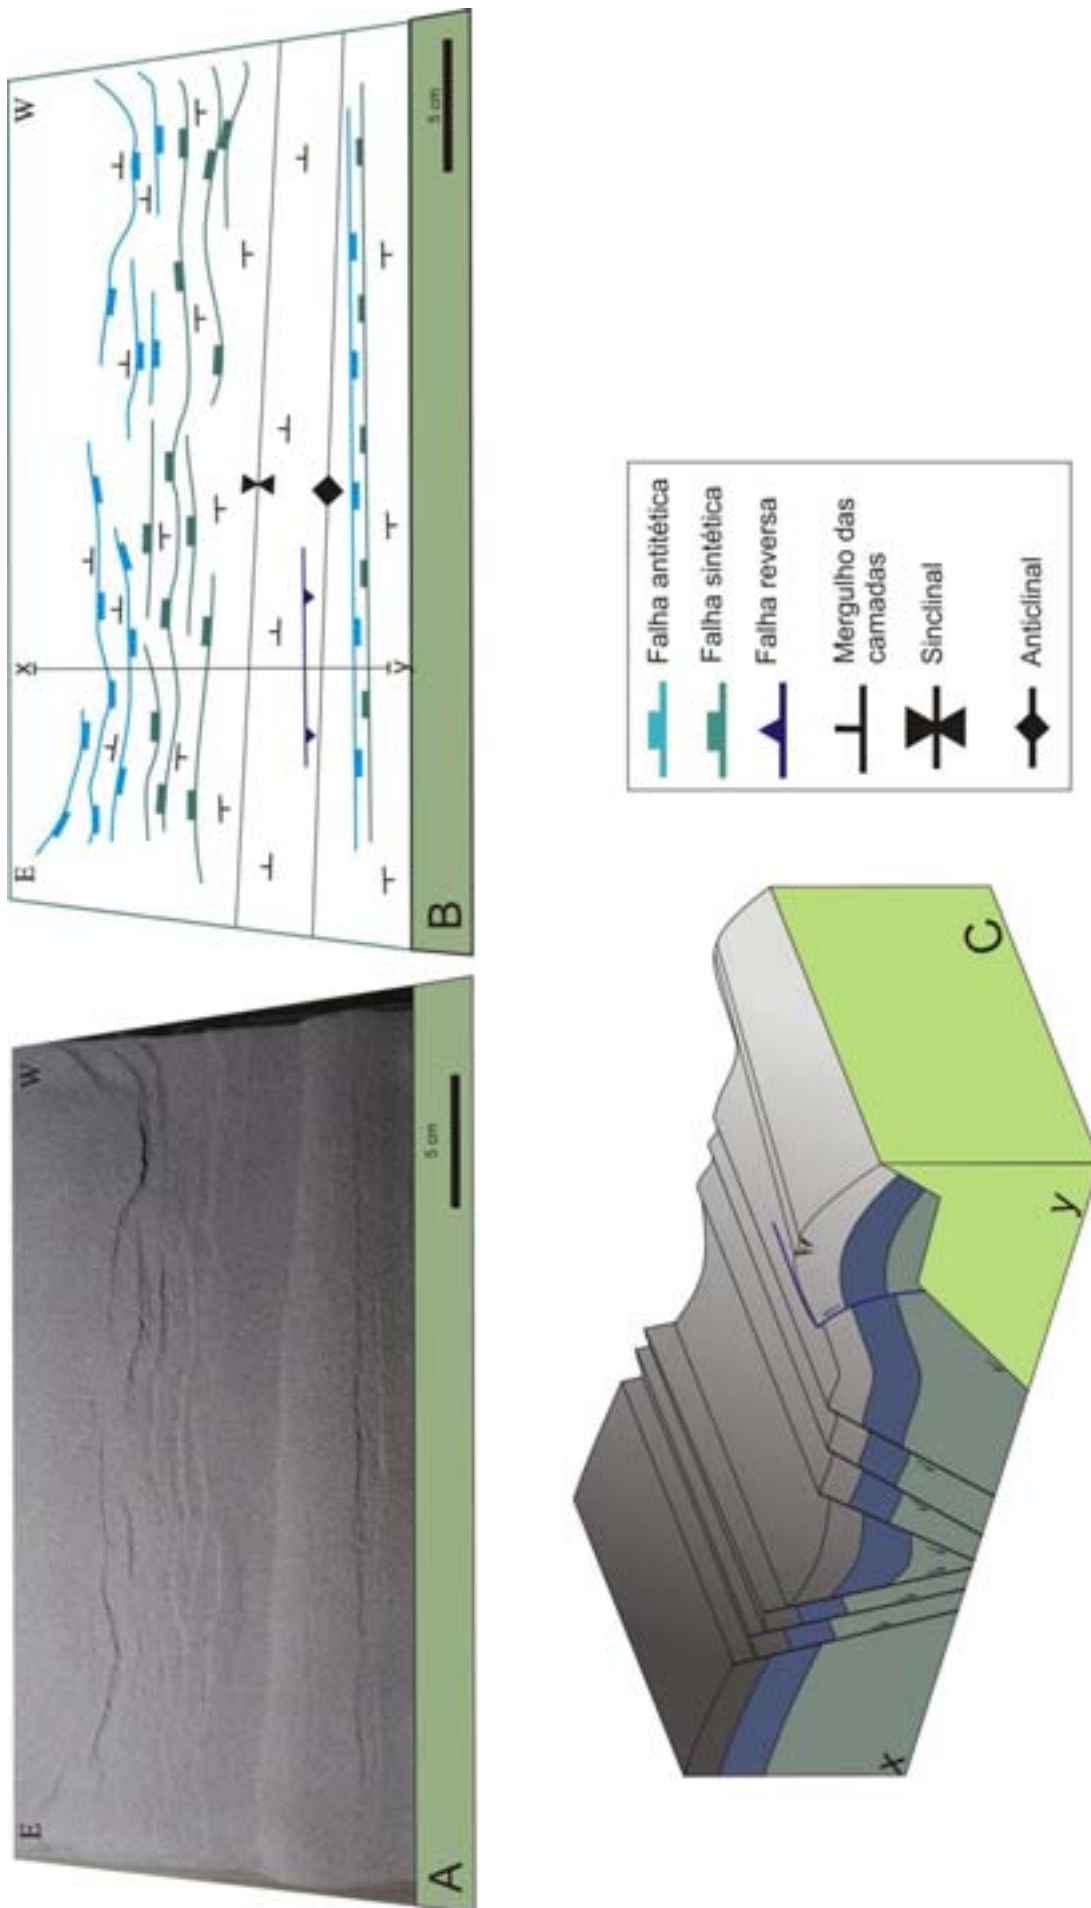 E
W
5 cm
A
E
X
W
y
5 cm
B
x
y
C
Falha antitética
Falha sintética
Falha reversa
Mergulho das
camadas
Sinclinal
Anticlinal